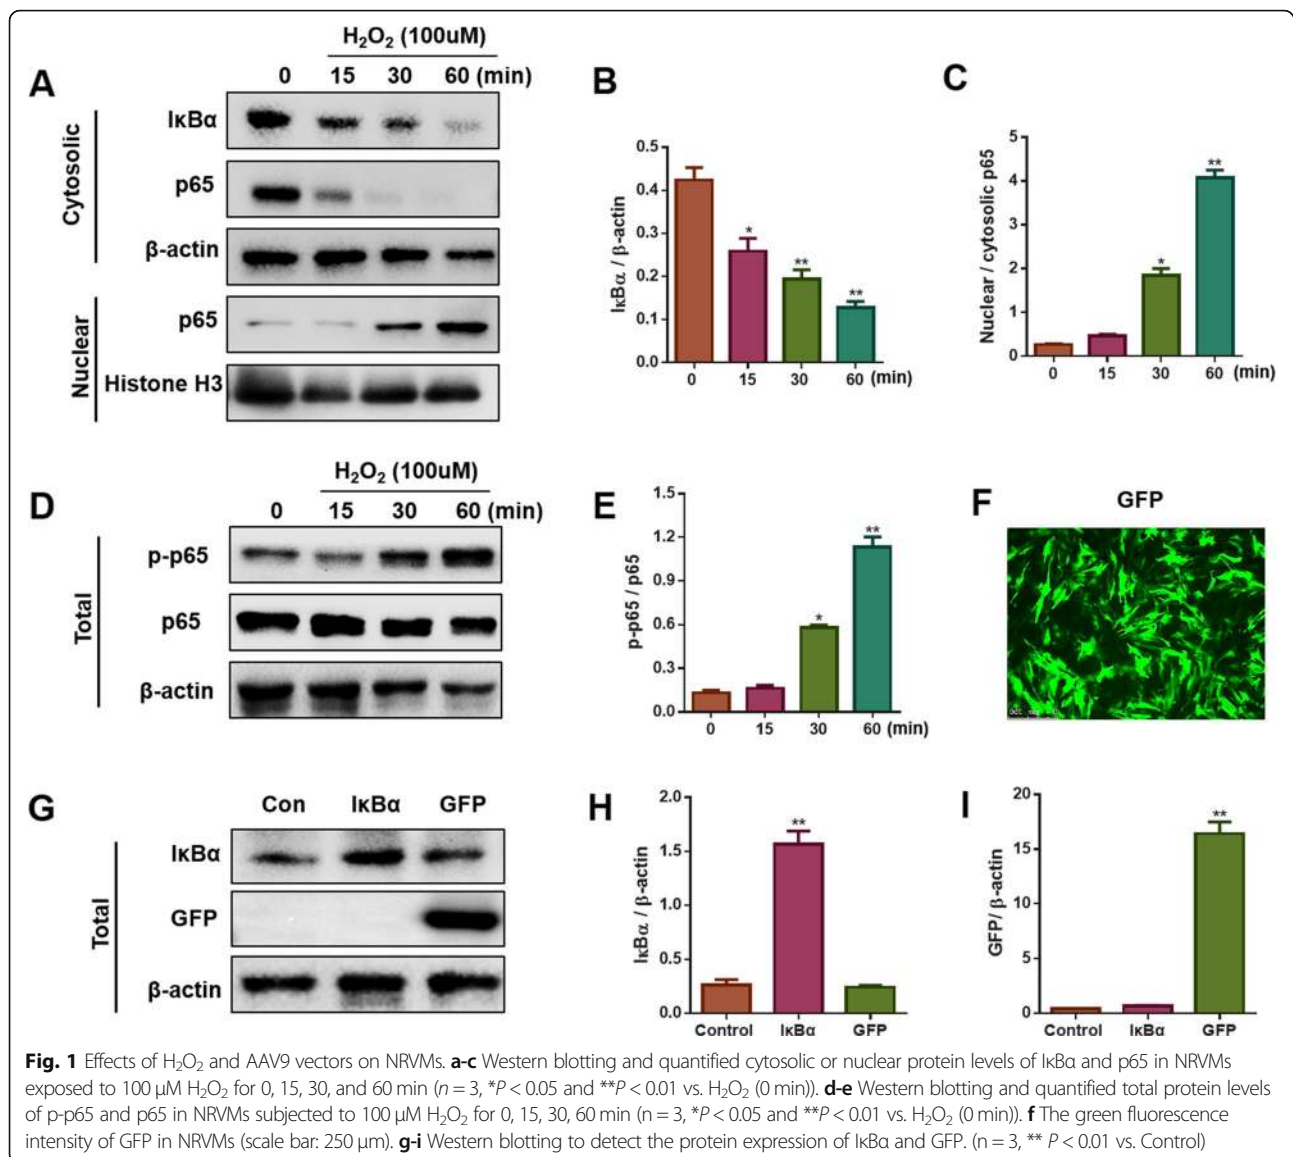 A
H₂O₂ (100uM)
0 15 30 60 (min)
Cytosolic
IκBα
p65
β-actin
Nuclear
p65
Histone H3
B
IκBα / β-actin
0.5
0.4
0.3
0.2
0.1
0.0
*
**
**
0 15 30 60 (min)
C
Nuclear / cytosolic p65
5
4
3
2
1
0
*
**
0 15 30 60 (min)
D
H₂O₂ (100uM)
0 15 30 60 (min)
Total
p-p65
p65
β-actin
E
p-p65 / p65
1.5
1.2
0.9
0.6
0.3
0.0
*
**
0 15 30 60 (min)
F
GFP
G
Con IκBα GFP
Total
IκBα
GFP
β-actin
H
IκBα / β-actin
2.0
1.5
1.0
0.5
0.0
**
Control IκBα GFP
I
GFP/ β-actin
20
15
10
5
0
**
Control IκBα GFP
Fig. 1 Effects of H₂O₂ and AAV9 vectors on NRVMs. a-c Western blotting and quantified cytosolic or nuclear protein levels of IκBα and p65 in NRVMs
exposed to 100 μM H₂O₂ for 0, 15, 30, and 60 min (n = 3, *P < 0.05 and **P < 0.01 vs. H₂O₂ (0 min)). d-e Western blotting and quantified total protein levels
of p-p65 and p65 in NRVMs subjected to 100 μM H₂O₂ for 0, 15, 30, 60 min (n = 3, *P < 0.05 and **P < 0.01 vs. H₂O₂ (0 min)). f The green fluorescence
intensity of GFP in NRVMs (scale bar: 250 μm). g-i Western blotting to detect the protein expression of IκBα and GFP. (n = 3, ** P < 0.01 vs. Control)